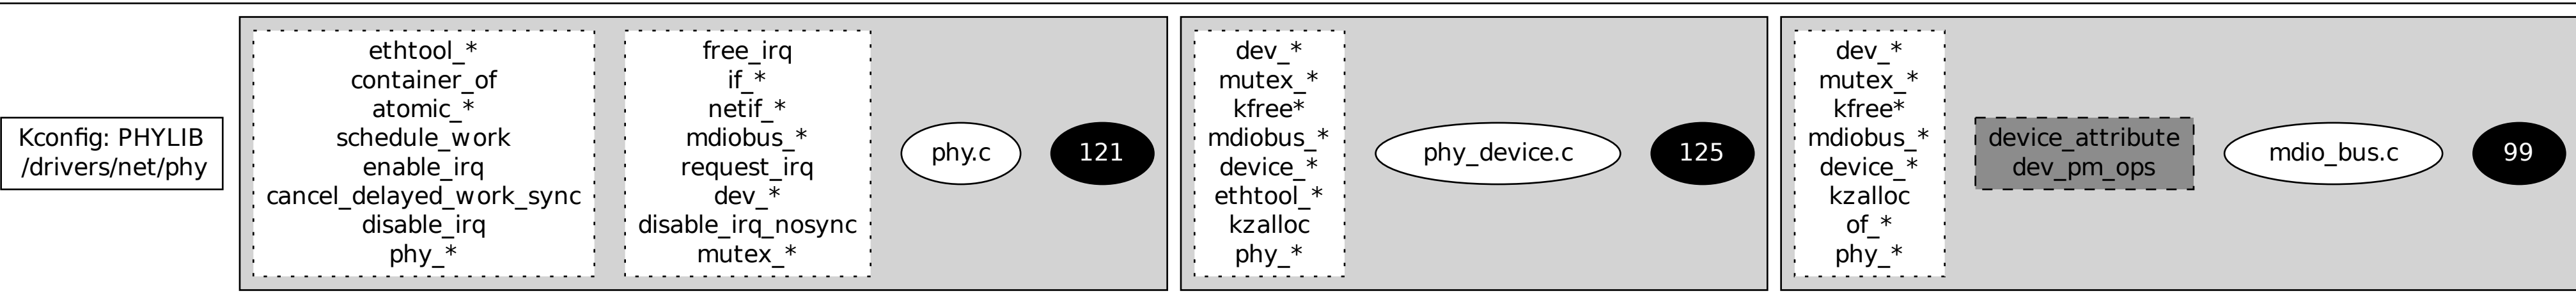 Kconfig: PHYLIB
/drivers/net/phy
ethtool_*
container_of
atomic_*
schedule_work
enable_irq
cancel_delayed_work_sync
disable_irq
phy_*
free_irq
if_*
netif_*
mdiobus_*
request_irq
dev_*
disable_irq_nosync
mutex_*
phy.c
121
dev_*
mutex_*
kfree*
mdiobus_*
device_*
ethtool_*
kzalloc
phy_*
phy_device.c
125
dev_*
mutex_*
kfree*
mdiobus_*
device_*
kzalloc
of_*
phy_*
device_attribute
dev_pm_ops
mdio_bus.c
99